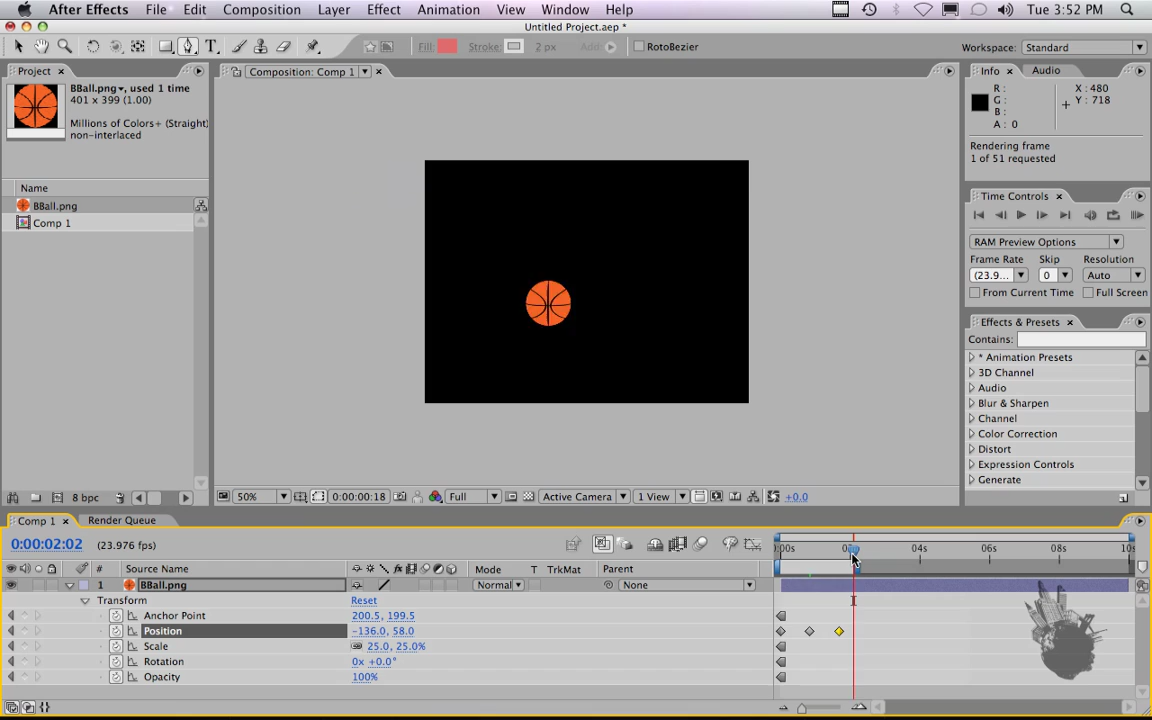 After Effects File Edit Composition Layer Effect Animation View Window Help Tue 3:52 PM
Untitled Project.aep *
Fill: Stroke: 2 px Add: RotoBezier Workspace: Standard
Project Composition: Comp 1 Info Audio
BBall.png, used 1 time
401 x 399 (1.00)
Millions of Colors+ (Straight)
non-interlaced
R :
G :
B :
A : 0
X : 480
Y : 718
Rendering frame
1 of 51 requested
Name
BBall.png
Comp 1
Time Controls
RAM Preview Options
Frame Rate Skip Resolution
(23.9... 0 Auto
From Current Time Full Screen
Effects & Presets
Contains:
* Animation Presets
3D Channel
Audio
Blur & Sharpen
Channel
Color Correction
Distort
Expression Controls
Generate
8 bpc 50% 0:00:00:18 Full Active Camera 1 View +0.0
Comp 1 Render Queue
0:00:02:02 (23.976 fps) 04s 06s 08s
# Source Name Mode T TrkMat Parent
1 BBall.png Normal None
Transform Reset
Anchor Point 200.5, 199.5
Position -136.0, 58.0
Scale 25.0, 25.0%
Rotation 0x +0.0°
Opacity 100%